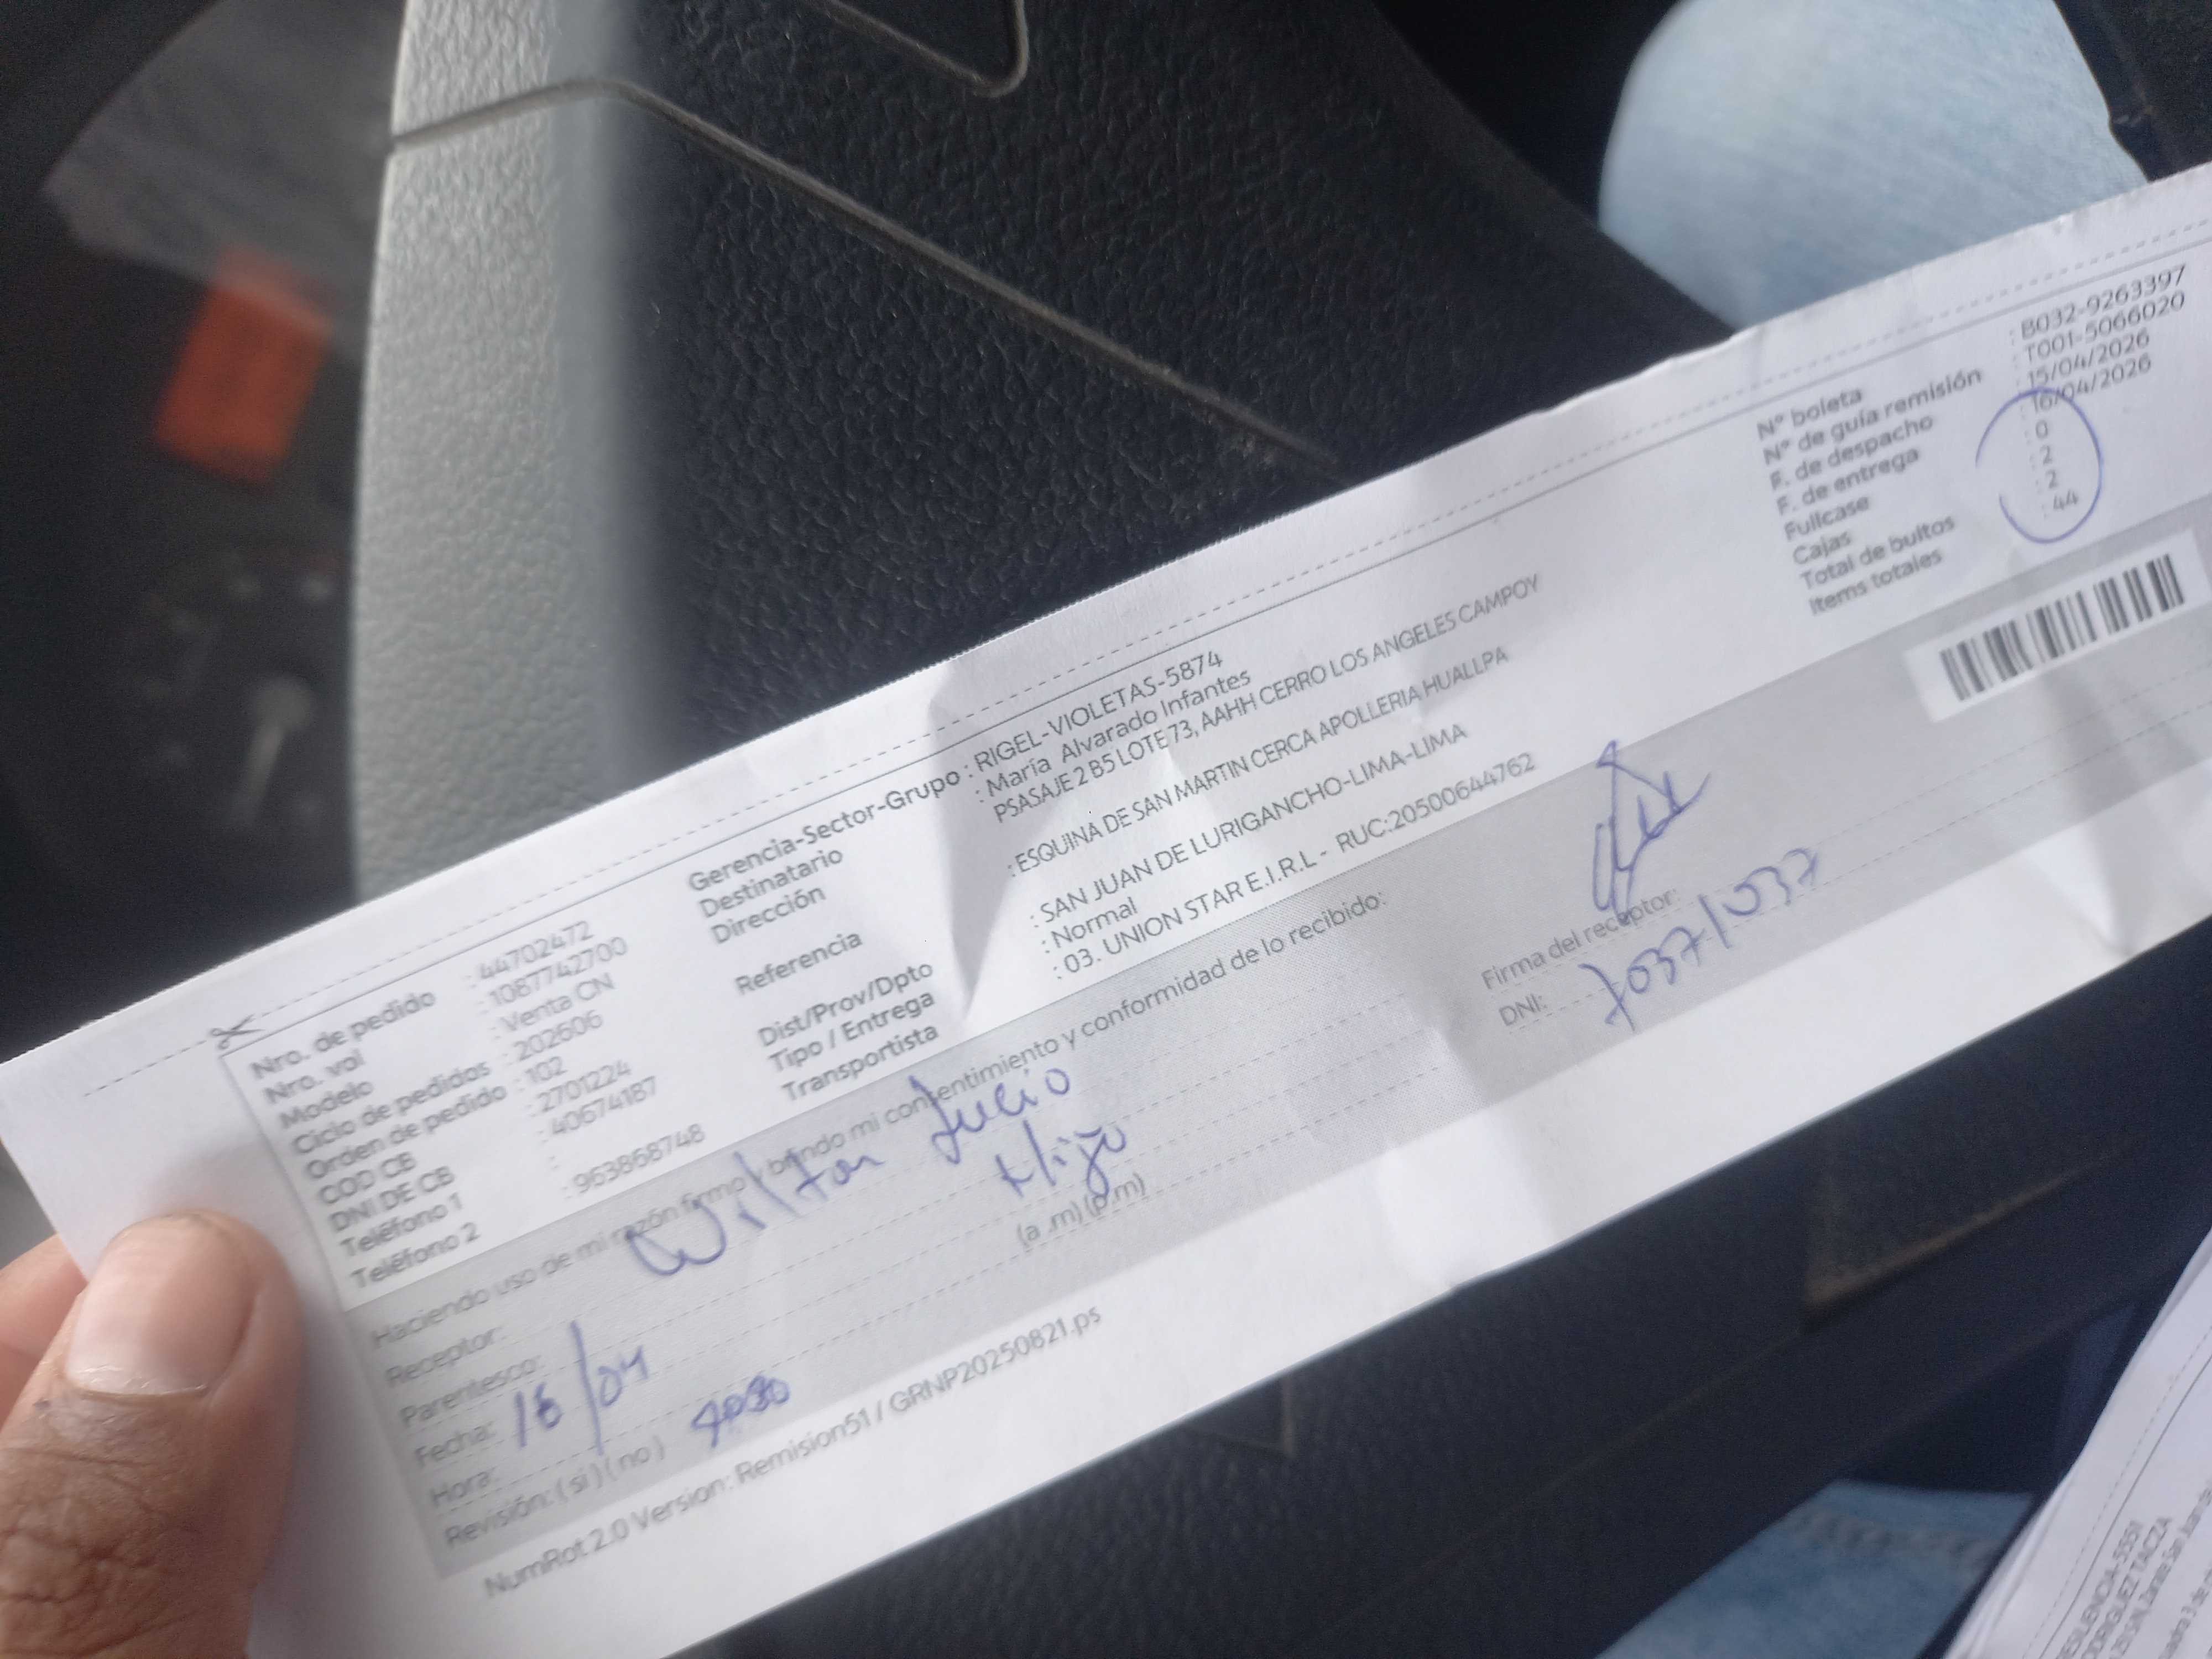 Nro. de pedido : 44702472
Nro. vol : 1087742700
Modelo : Venta CN
Ciclo de pedidos : 202606
Orden de pedido : 102
COD CB : 2701224
DNI DE CB : 40674187
Teléfono 1 :
Teléfono 2 : 963868748
Gerencia-Sector-Grupo : RIGEL-VIOLETAS-5874
Destinatario : María Alvarado Infantes
Dirección PSASAJE 2 B5 LOTE 73, AAHH CERRO LOS ANGELES CAMPOY
Referencia : ESQUINA DE SAN MARTIN CERCA APOLLERIA HUALLPA
Dist/Prov/Dpto : SAN JUAN DE LURIGANCHO-LIMA-LIMA
Tipo / Entrega : Normal
Transportista : 03. UNION STAR E.I.R.L - RUC:20500644762
N° boleta : B032-9263397
N° de guía remisión : T001-5066020
F. de despacho : 15/04/2026
F. de entrega : 16/04/2026
Fullcase : 0
Cajas : 2
Total de bultos : 2
Items totales : 44
Haciendo uso de mi razón firmo y brindo mi consentimiento y conformidad de lo recibido:
Receptor: Wilton Lucio
Parentesco: Hijo
Fecha: 16/04
Hora: (a .m) (p.m)
Revisión: ( si ) ( no )
Firma del receptor:
DNI:
NumRot 2.0 Version: Remision51 / GRNP20250821.ps